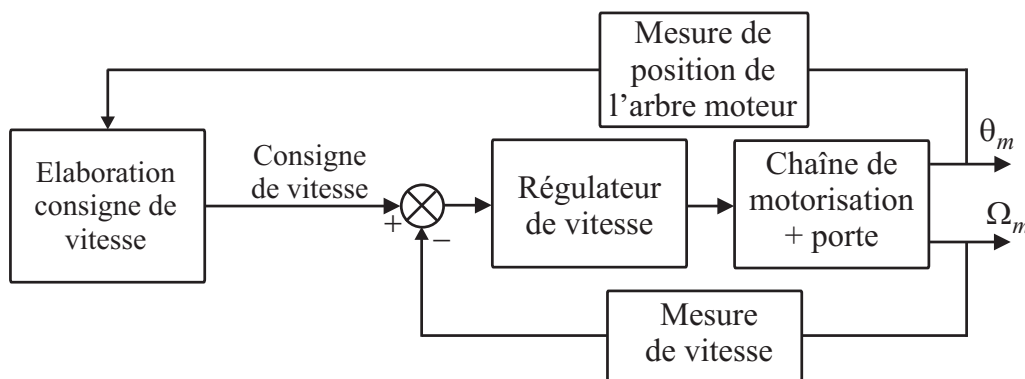 Mesure de
position de
l'arbre moteur
θm
Elaboration
consigne de
vitesse
Consigne
de vitesse
+
−
Régulateur
de vitesse
Chaîne de
motorisation
+ porte
Ωm
Mesure
de vitesse